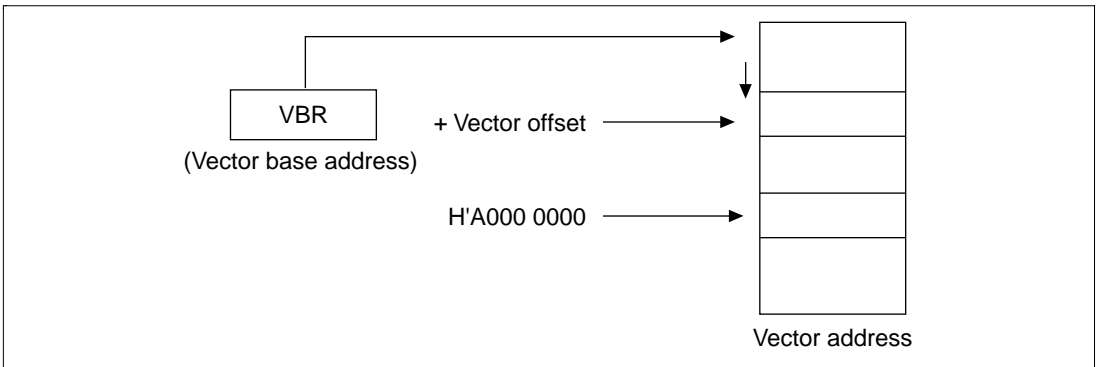 VBR
+ Vector offset
(Vector base address)
H'A000 0000
Vector address